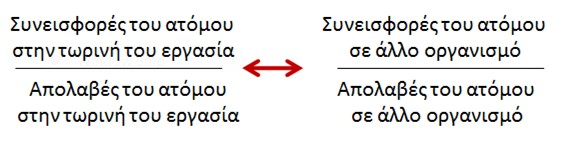 Συνεισφορές του ατόμου
στην τωρινή του εργασία
Απολαβές του ατόμου
στην τωρινή του εργασία
Συνεισφορές του ατόμου
σε άλλο οργανισμό
Απολαβές του ατόμου
σε άλλο οργανισμό